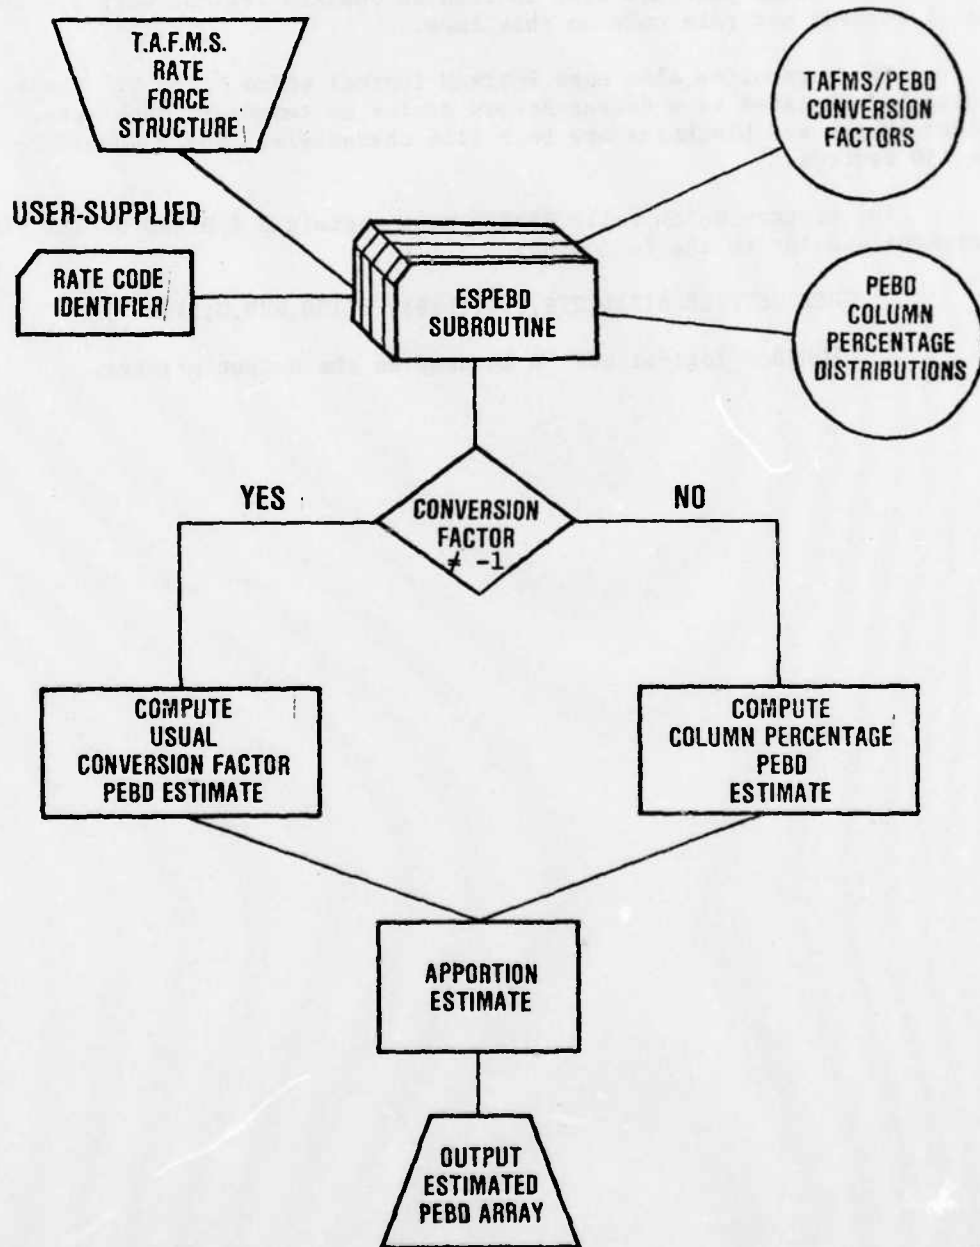 T.A.F.M.S.
RATE
FORCE
STRUCTURE
TAFMS/PEBD
CONVERSION
FACTORS
USER-SUPPLIED
RATE CODE
IDENTIFIER
ESPEBD
SUBROUTINE
PEBD
COLUMN
PERCENTAGE
DISTRIBUTIONS
YES
CONVERSION
FACTOR
≠ -1
NO
COMPUTE
USUAL
CONVERSION FACTOR
PEBD ESTIMATE
COMPUTE
COLUMN PERCENTAGE
PEBD
ESTIMATE
APPORTION
ESTIMATE
OUTPUT
ESTIMATED
PEBD ARRAY